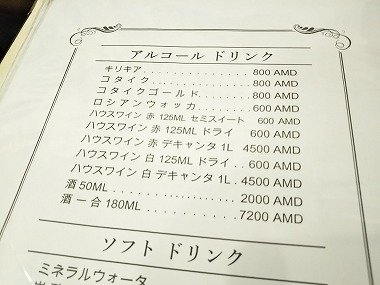 アルコール ドリンク
キリキア . . . . . . . . . . . . . . . . 800 AMD
コタイク . . . . . . . . . . . . . . . . 800 AMD
コタイクゴールド . . . . . . . . . . 800 AMD
ロシアンウォッカ . . . . . . . . . . 600 AMD
ハウスワイン 赤 125ML セミスイート 600 AMD
ハウスワイン 赤 125ML ドライ 600 AMD
ハウスワイン 赤 デキャンタ 1L 4500 AMD
ハウスワイン 白 125ML ドライ . . 600 AMD
ハウスワイン 白 デキャンタ 1L . 4500 AMD
酒 50ML . . . . . . . . . . . . . . . 2000 AMD
酒 一合 180ML . . . . . . . . . . . 7200 AMD
ソフト ドリンク
ミネラルウォータ